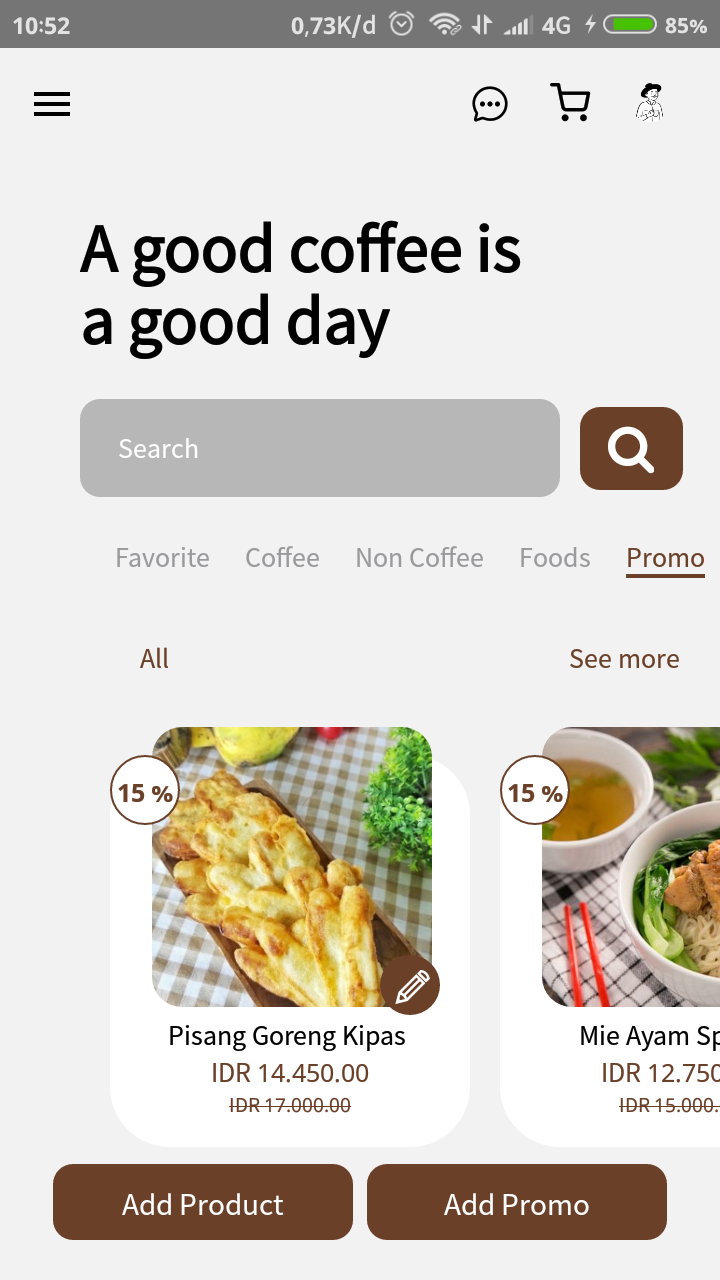 10:52 0,73K/d 4G 85%
A good coffee is
a good day
Search
Favorite Coffee Non Coffee Foods Promo
All See more
15 % 15 %
Pisang Goreng Kipas Mie Ayam Sp
IDR 14.450.00 IDR 12.750
IDR 17.000.00 IDR 15.000.
Add Product Add Promo